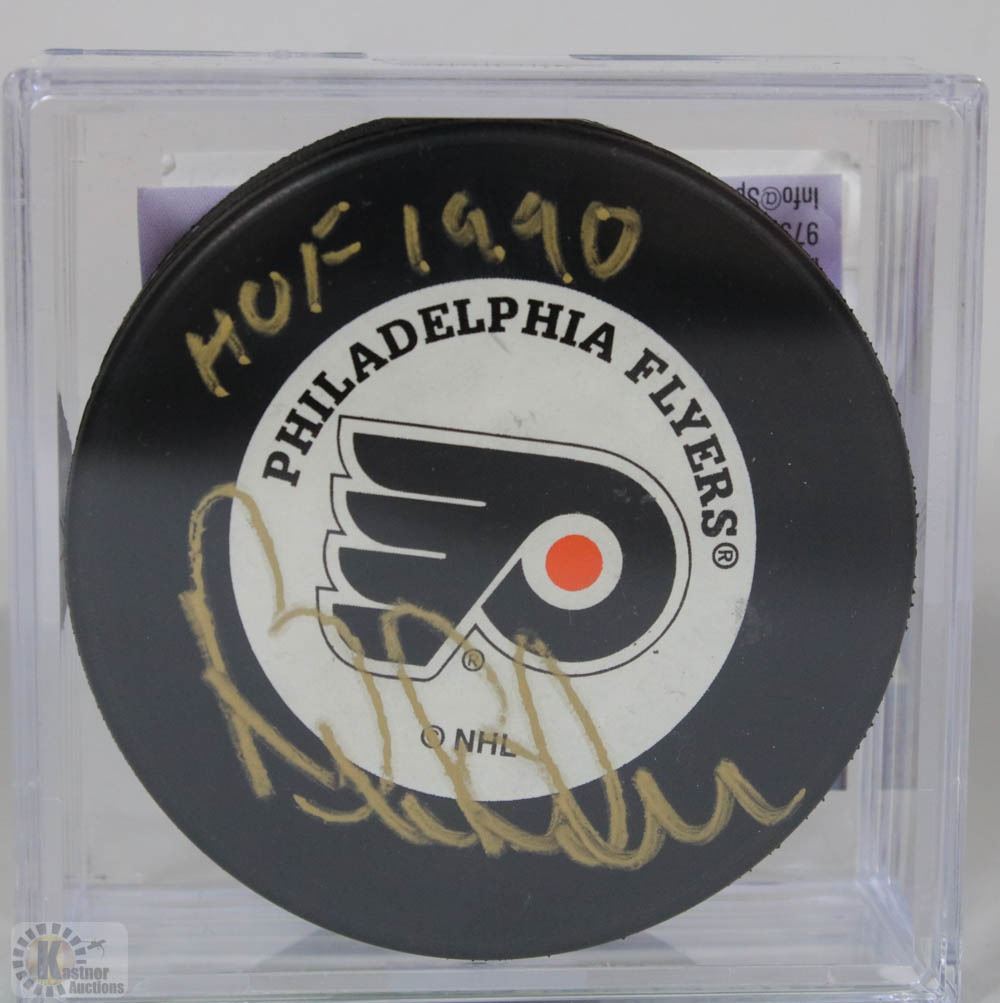 HOF 1990
PHILADELPHIA FLYERS®
®
© NHL
Kastner
Auctions